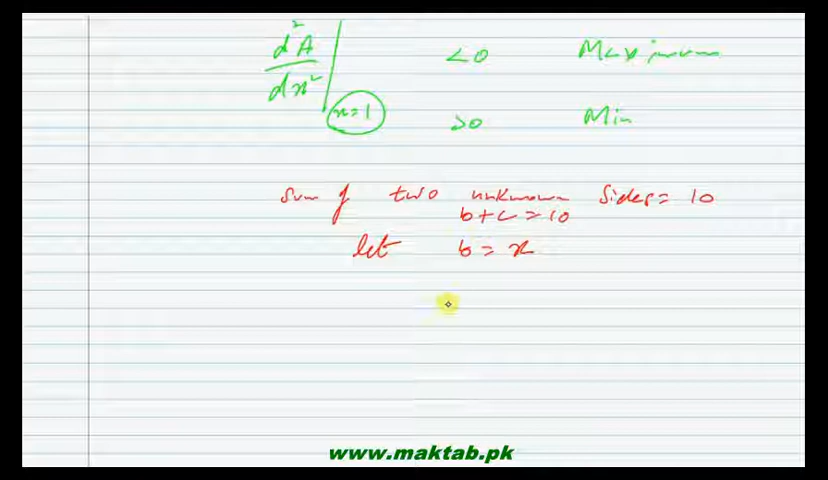 d²A/dx² | x=1 <0 Maximum
>0 Min
Sum of two unknown Sides = 10
b+c=10
let b = x
www.maktab.pk